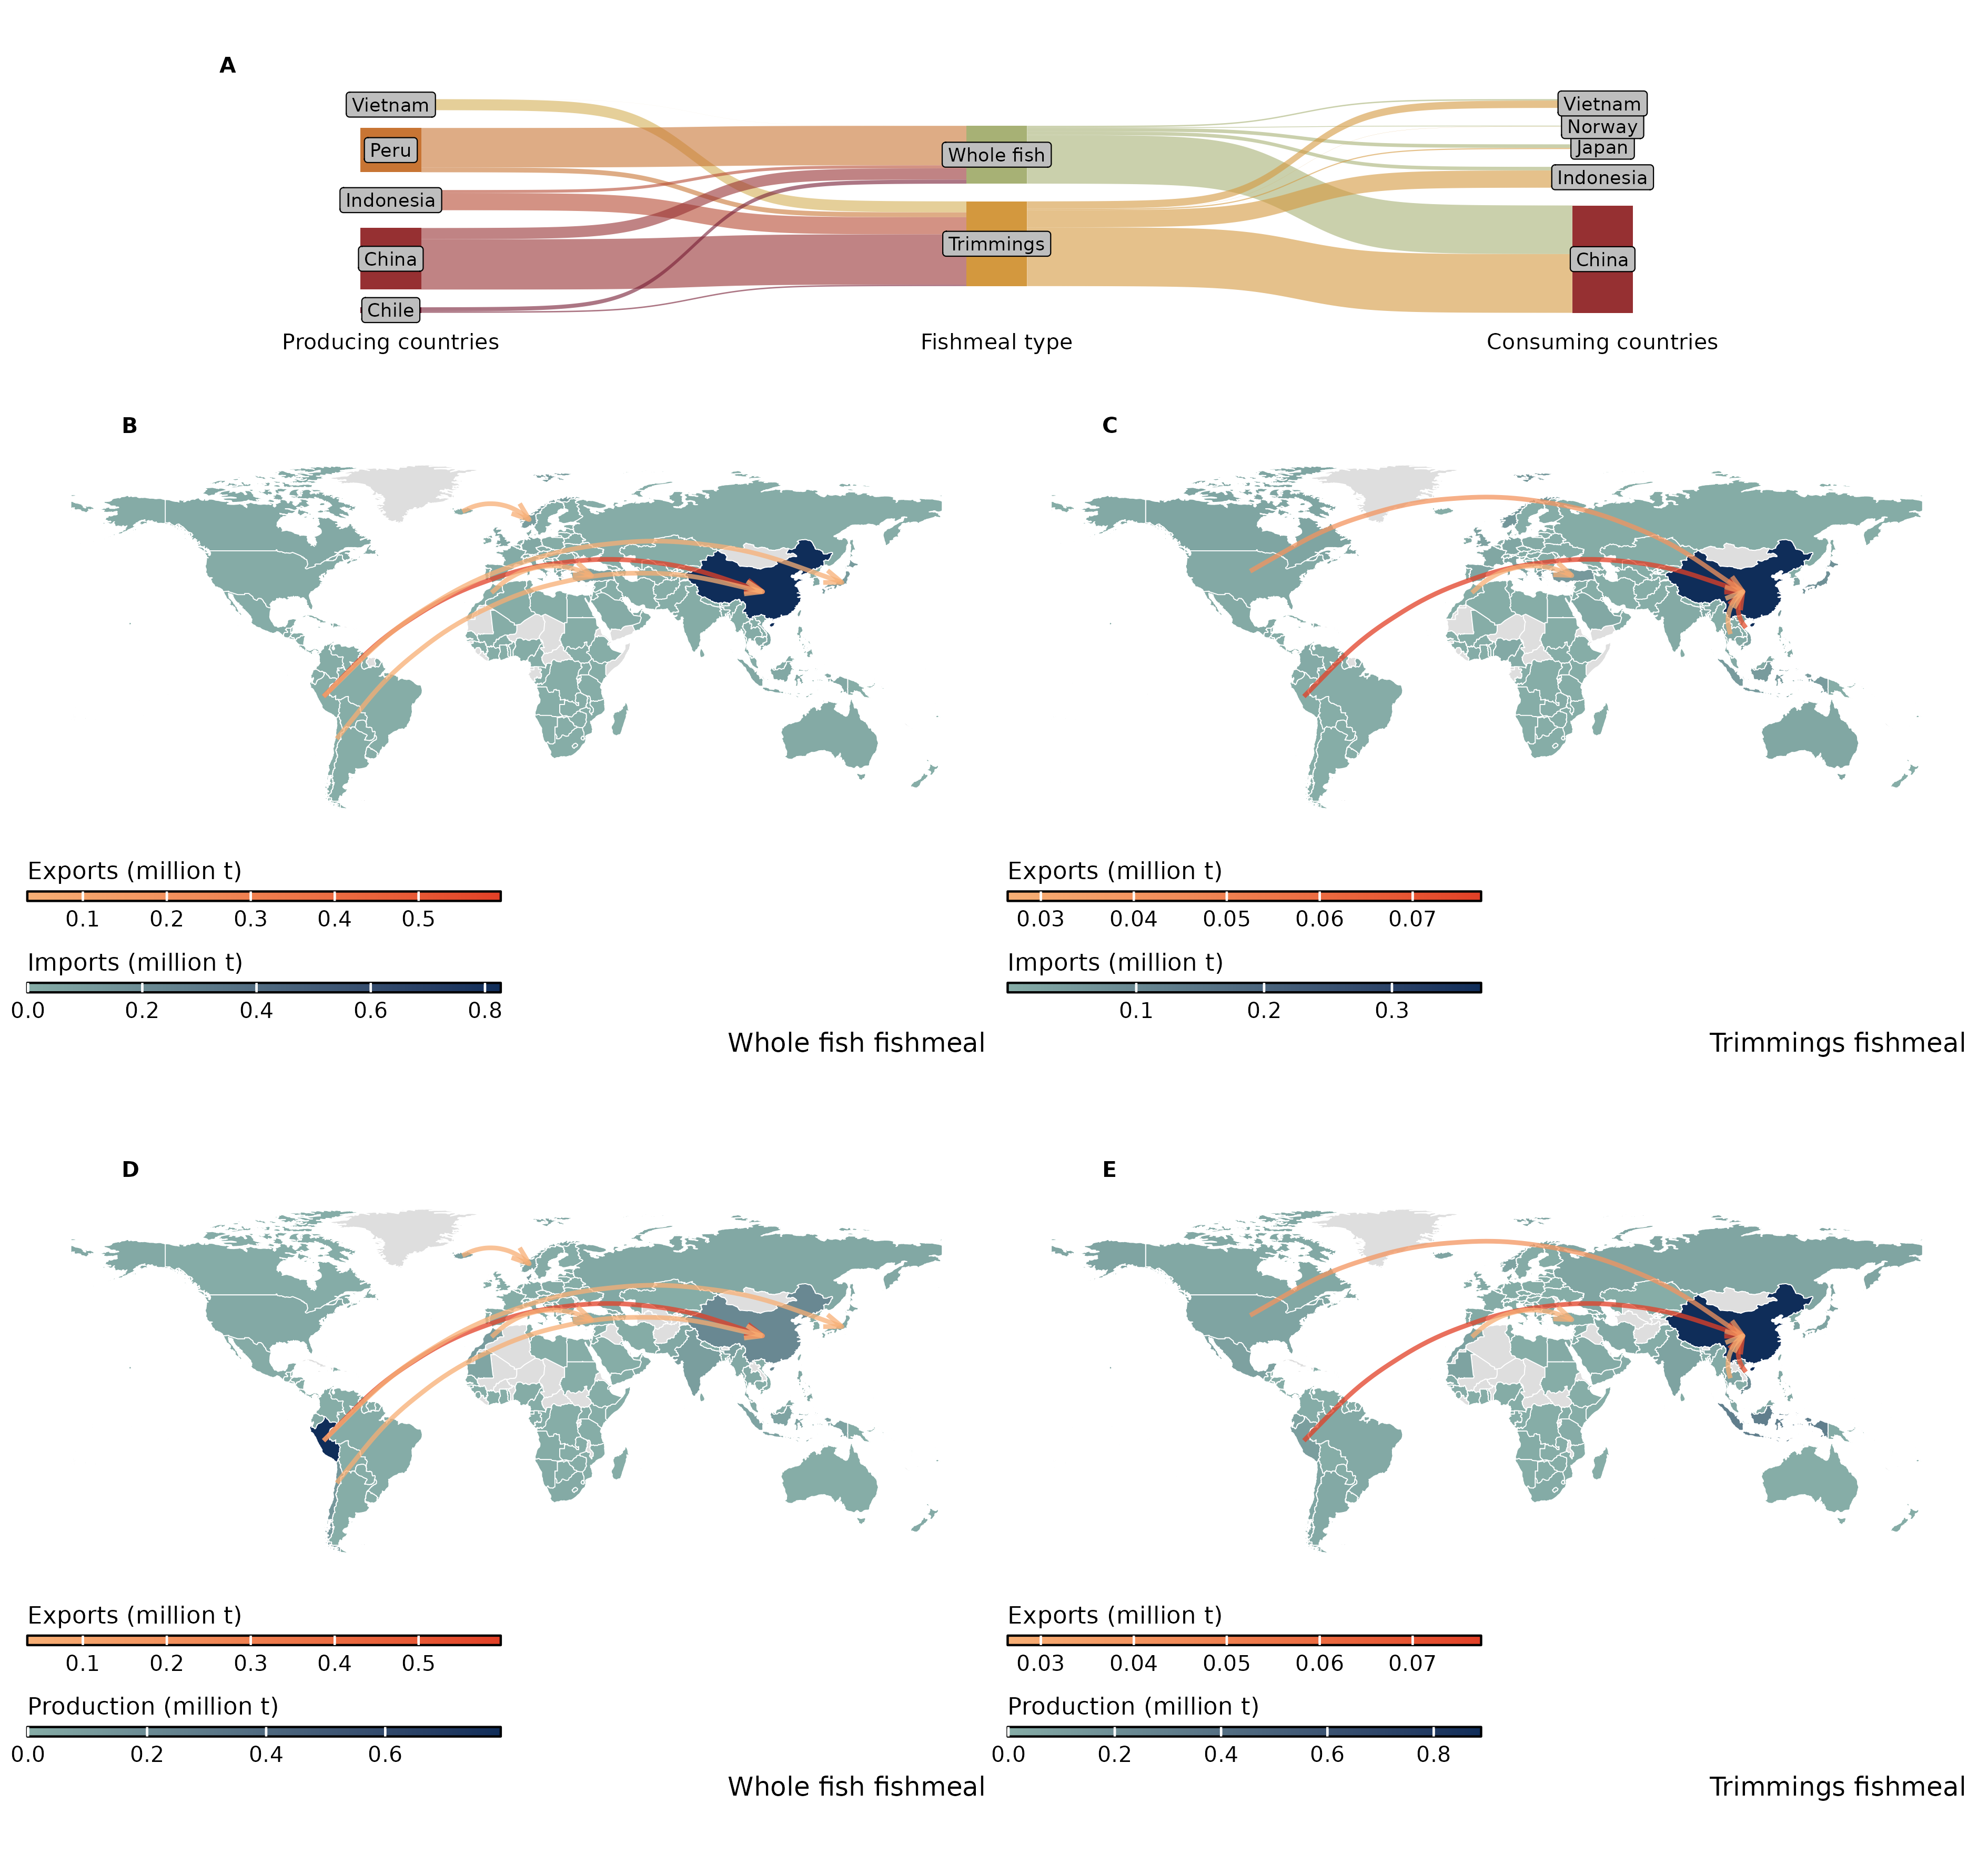 A
Vietnam
Peru
Indonesia
China
Chile
Whole fish
Trimmings
Vietnam
Norway
Japan
Indonesia
China
Producing countries
Fishmeal type
Consuming countries
B
Exports (million t)
0.1 0.2 0.3 0.4 0.5
Imports (million t)
0.0 0.2 0.4 0.6 0.8
Whole fish fishmeal
C
Exports (million t)
0.03 0.04 0.05 0.06 0.07
Imports (million t)
0.1 0.2 0.3
Trimmings fishmeal
D
Exports (million t)
0.1 0.2 0.3 0.4 0.5
Production (million t)
0.0 0.2 0.4 0.6
Whole fish fishmeal
E
Exports (million t)
0.03 0.04 0.05 0.06 0.07
Production (million t)
0.0 0.2 0.4 0.6 0.8
Trimmings fishmeal